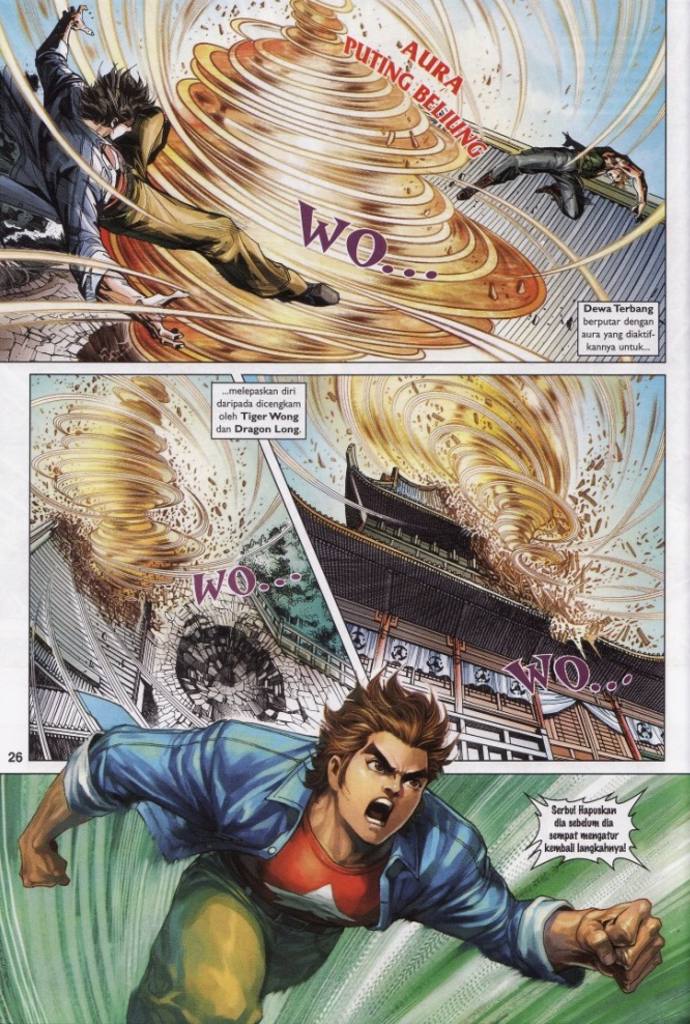 AURA
PUTING BELIUNG
WO...
Dewa Terbang
berputar dengan
aura yang diaktif-
kannya untuk...
...melepaskan diri
daripada dicengkam
oleh Tiger Wong
dan Dragon Long.
WO...
WO...
26
Serbu! Hapuskan
dia sebelum dia
sempat mengatur
kembali langkahnya!